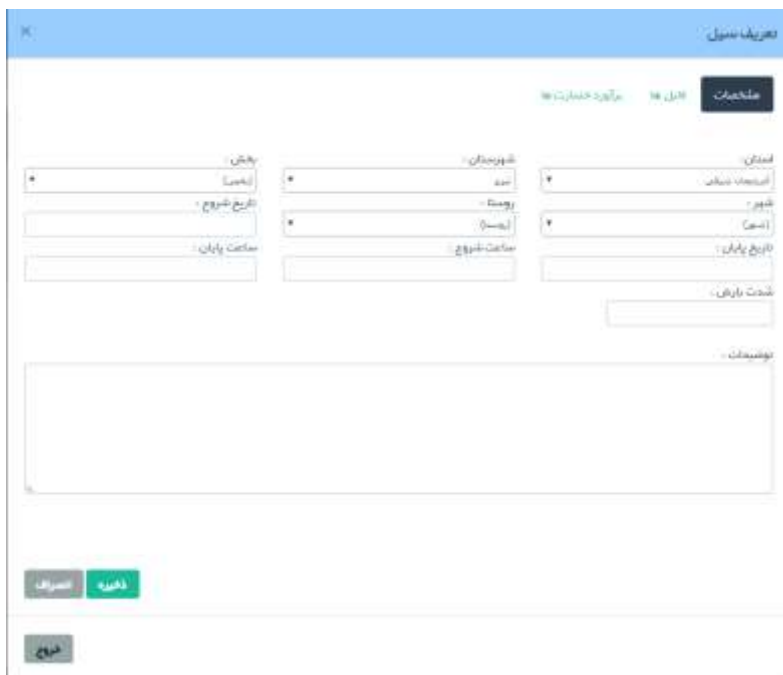 تعریف سیل
×
مشخصات فایل ها برآورد خسارت ها
استان: شهرستان : بخش :
آذربایجان شرقی (بخش)
شهر : روستا : تاریخ شروع :
(شهر) (روستا)
تاریخ پایان : ساعت شروع : ساعت پایان :
شدت بارش :
توضیحات :
ذخیره انصراف
خروج